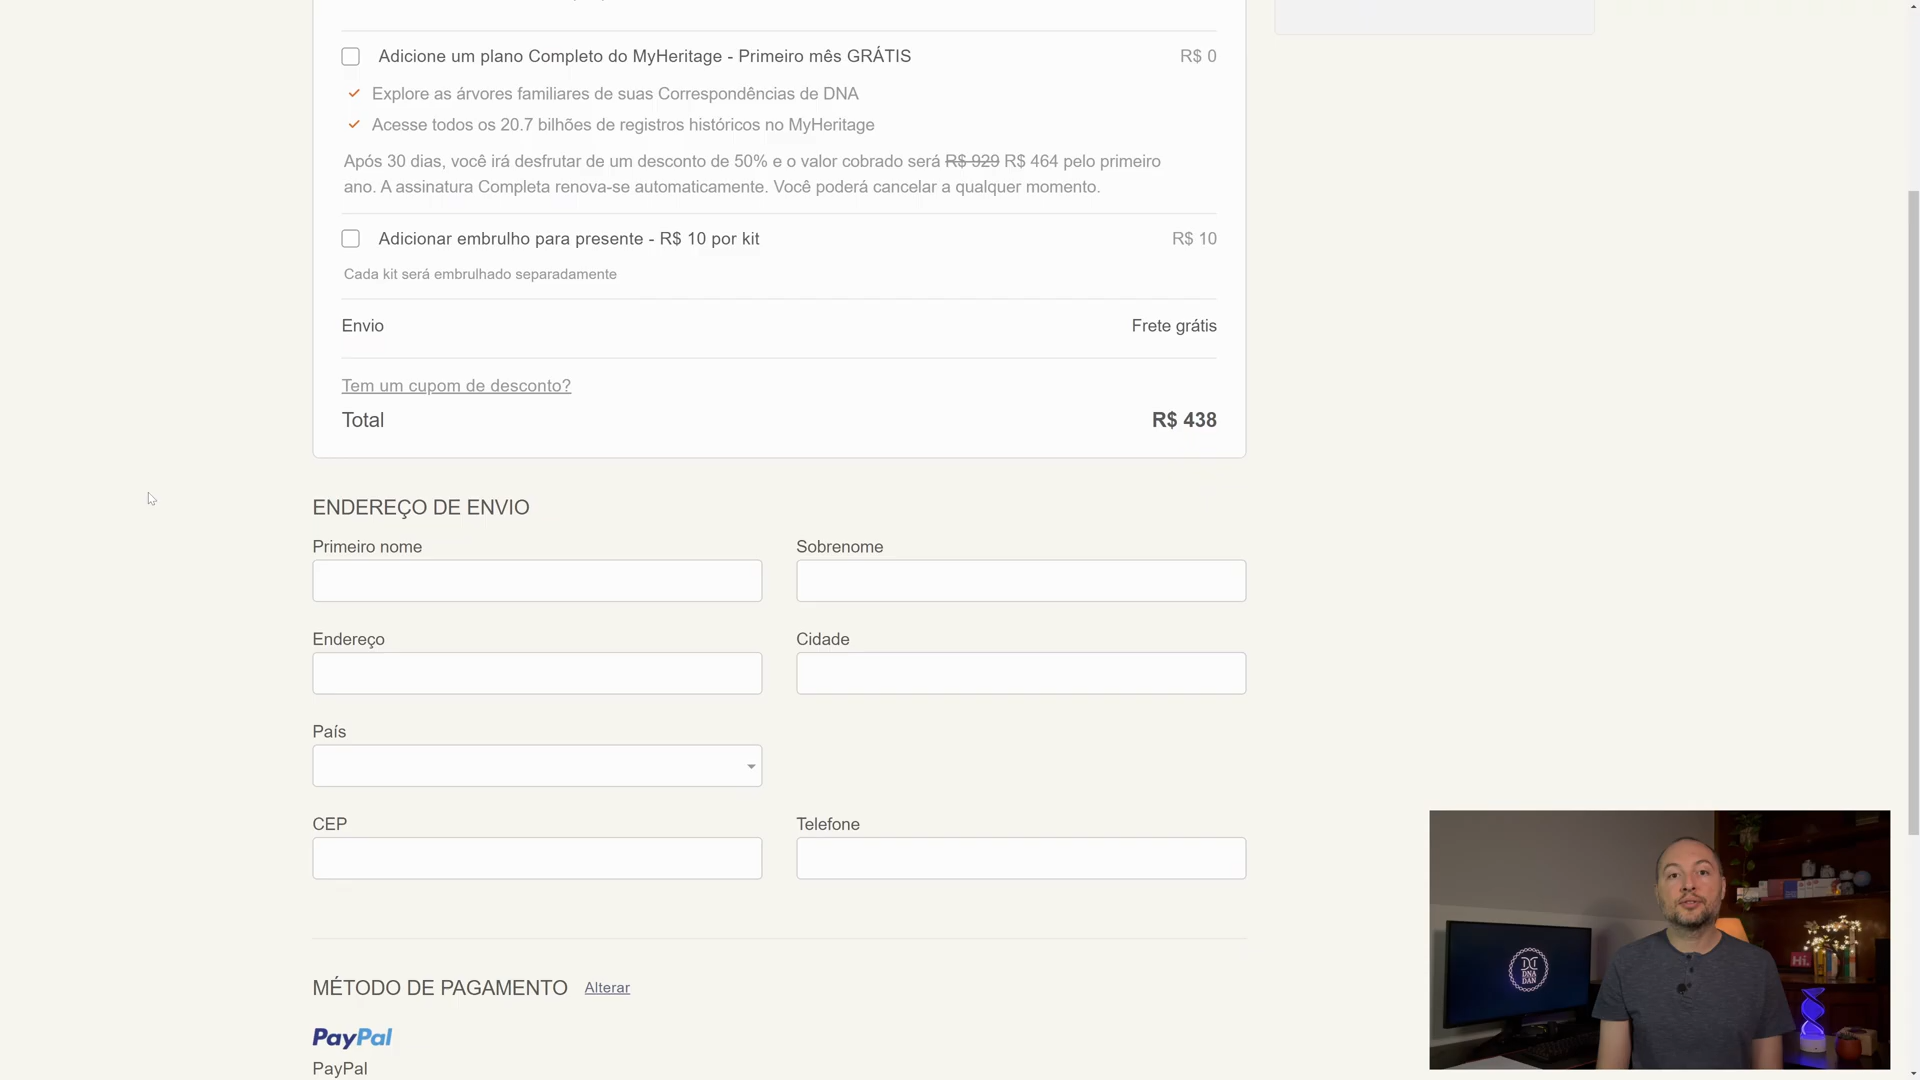 Adicione um plano Completo do MyHeritage - Primeiro mês GRÁTIS R$ 0
Explore as árvores familiares de suas Correspondências de DNA
Acesse todos os 20.7 bilhões de registros históricos no MyHeritage
Após 30 dias, você irá desfrutar de um desconto de 50% e o valor cobrado será R$ 929 R$ 464 pelo primeiro
ano. A assinatura Completa renova-se automaticamente. Você poderá cancelar a qualquer momento.
Adicionar embrulho para presente - R$ 10 por kit R$ 10
Cada kit será embrulhado separadamente
Envio Frete grátis
Tem um cupom de desconto?
Total R$ 438
ENDEREÇO DE ENVIO
Primeiro nome Sobrenome
Endereço Cidade
País
CEP Telefone
MÉTODO DE PAGAMENTO Alterar
PayPal
PayPal
DNA
DAN
Hi.